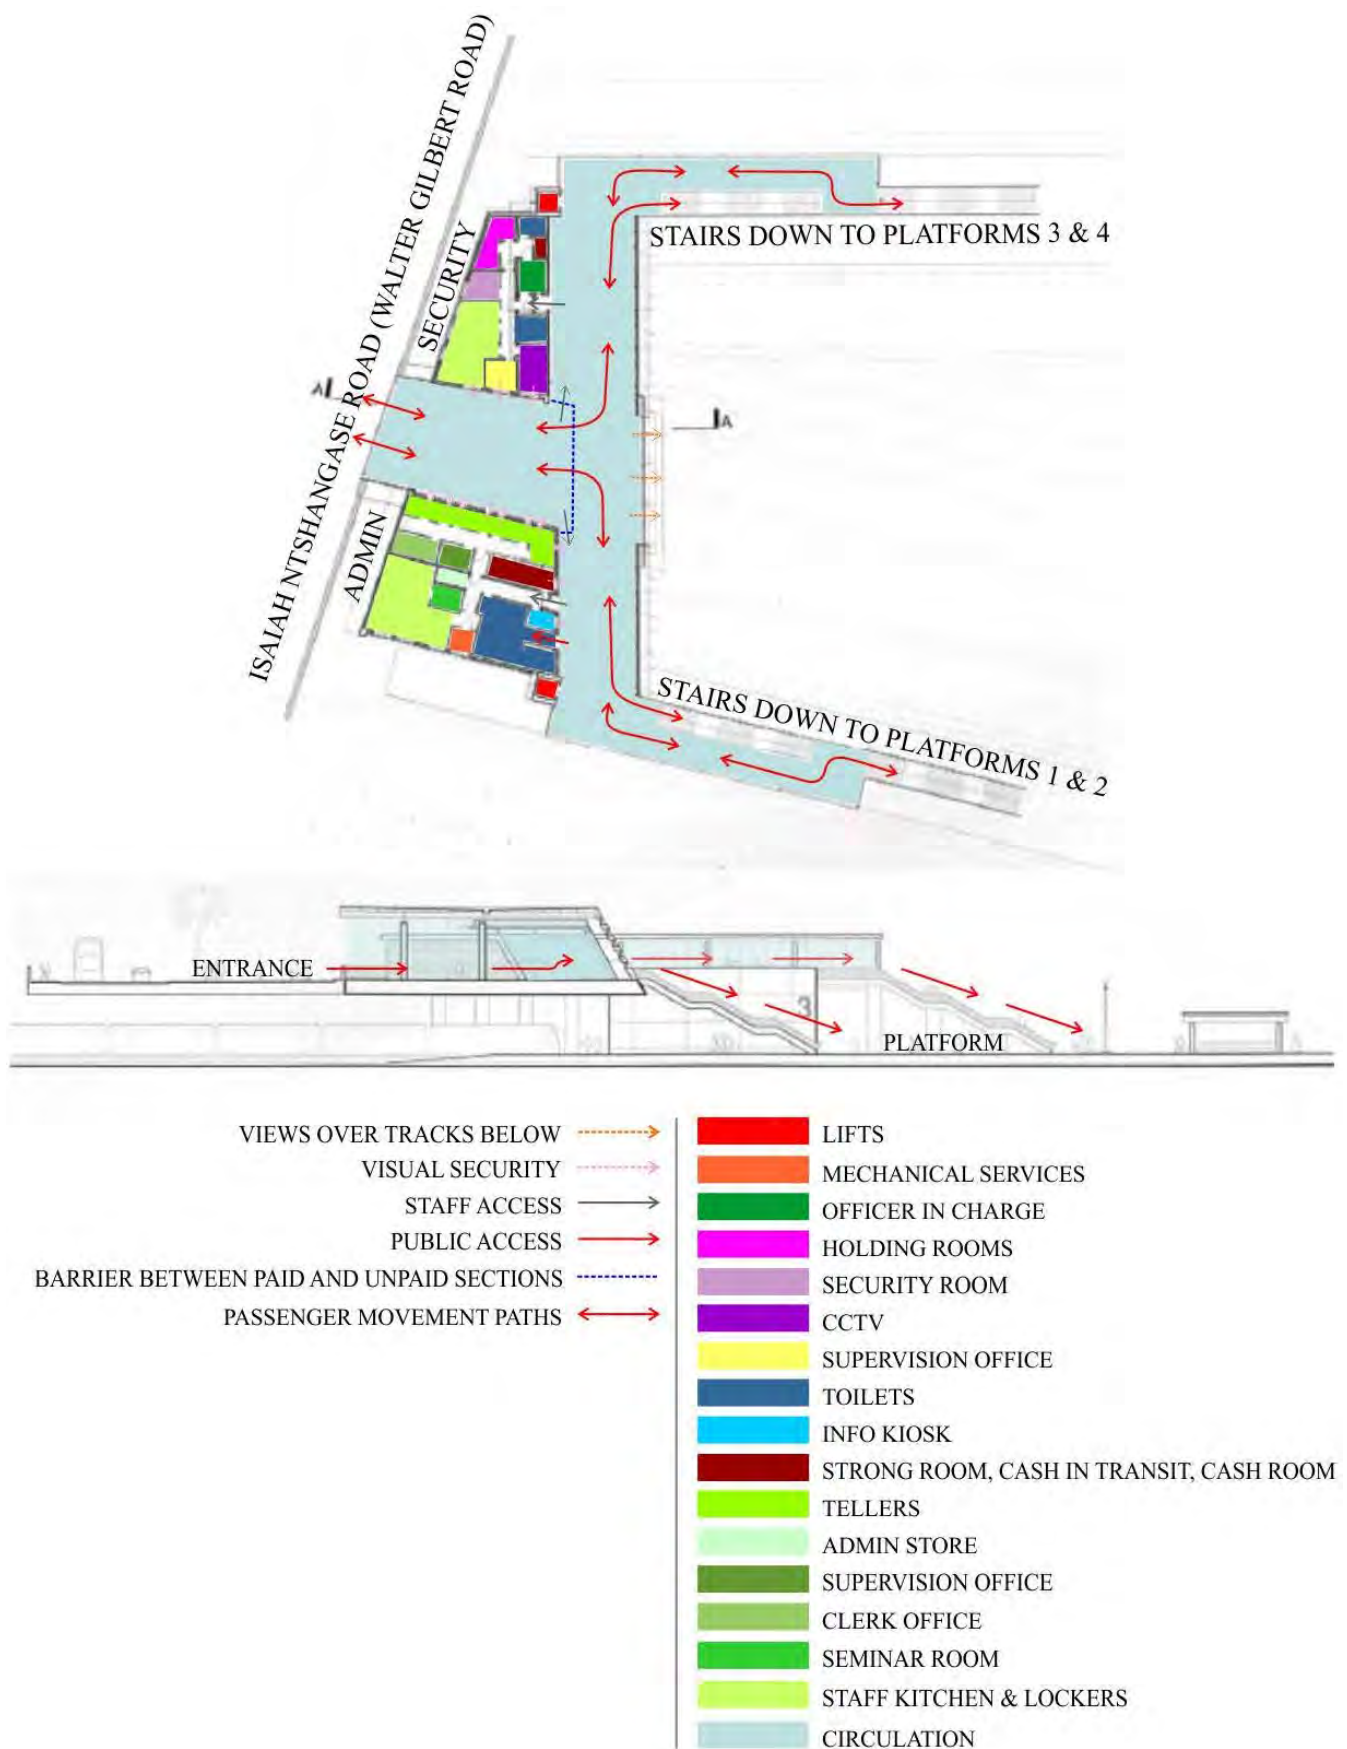 ISAIAH NTSHANGASE ROAD (WALTER GILBERT ROAD)
SECURITY
STAIRS DOWN TO PLATFORMS 3 & 4
A
A
ADMIN
STAIRS DOWN TO PLATFORMS 1 & 2
ENTRANCE
3
PLATFORM
VIEWS OVER TRACKS BELOW
VISUAL SECURITY
STAFF ACCESS
PUBLIC ACCESS
BARRIER BETWEEN PAID AND UNPAID SECTIONS
PASSENGER MOVEMENT PATHS
LIFTS
MECHANICAL SERVICES
OFFICER IN CHARGE
HOLDING ROOMS
SECURITY ROOM
CCTV
SUPERVISION OFFICE
TOILETS
INFO KIOSK
STRONG ROOM, CASH IN TRANSIT, CASH ROOM
TELLERS
ADMIN STORE
SUPERVISION OFFICE
CLERK OFFICE
SEMINAR ROOM
STAFF KITCHEN & LOCKERS
CIRCULATION